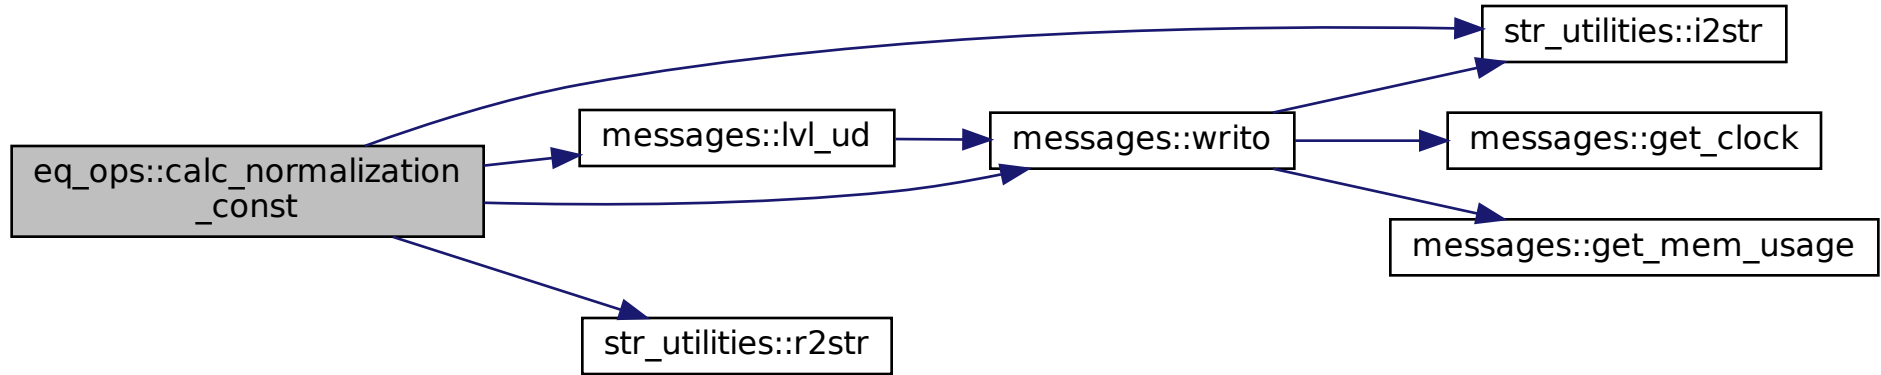 eq_ops::calc_normalization
_const
messages::lvl_ud
str_utilities::r2str
messages::writo
str_utilities::i2str
messages::get_clock
messages::get_mem_usage